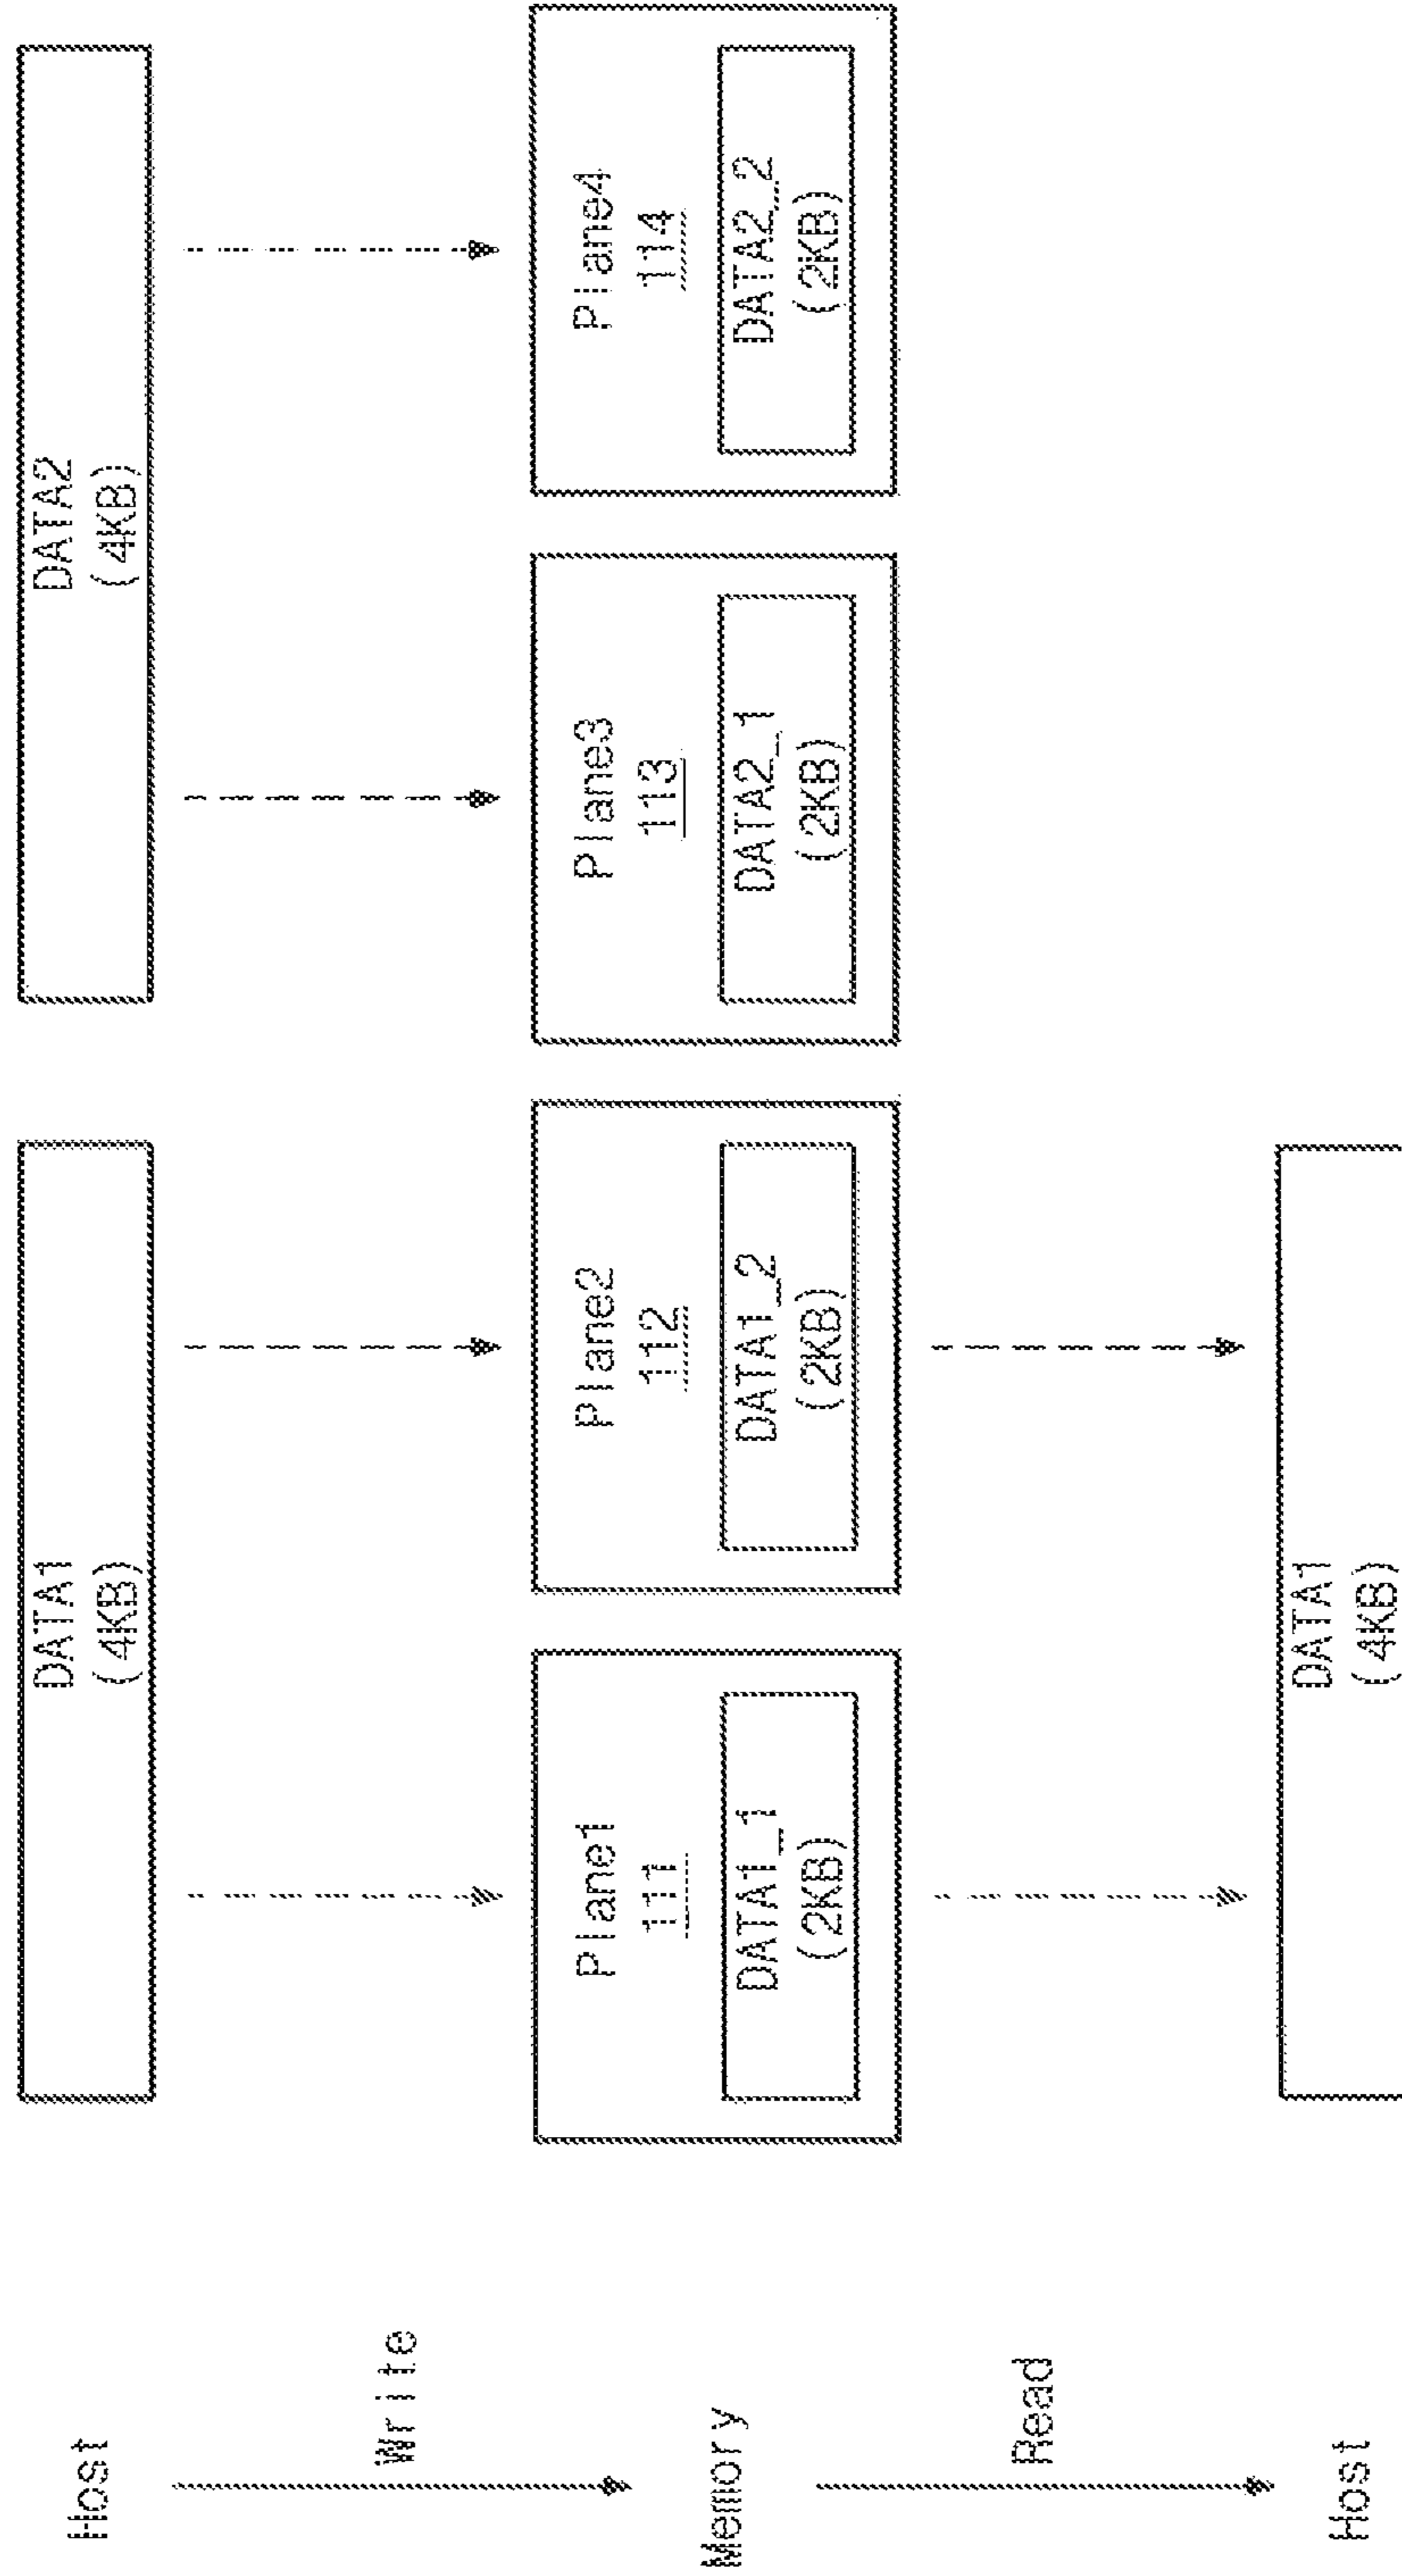 Host
DATA1
(4KB)
DATA2
(4KB)
Write
Memory
Plane1
111
DATA1_1
(2KB)
Plane2
112
DATA1_2
(2KB)
Plane3
113
DATA2_1
(2KB)
Plane4
114
DATA2_2
(2KB)
Read
Host
DATA1
(4KB)